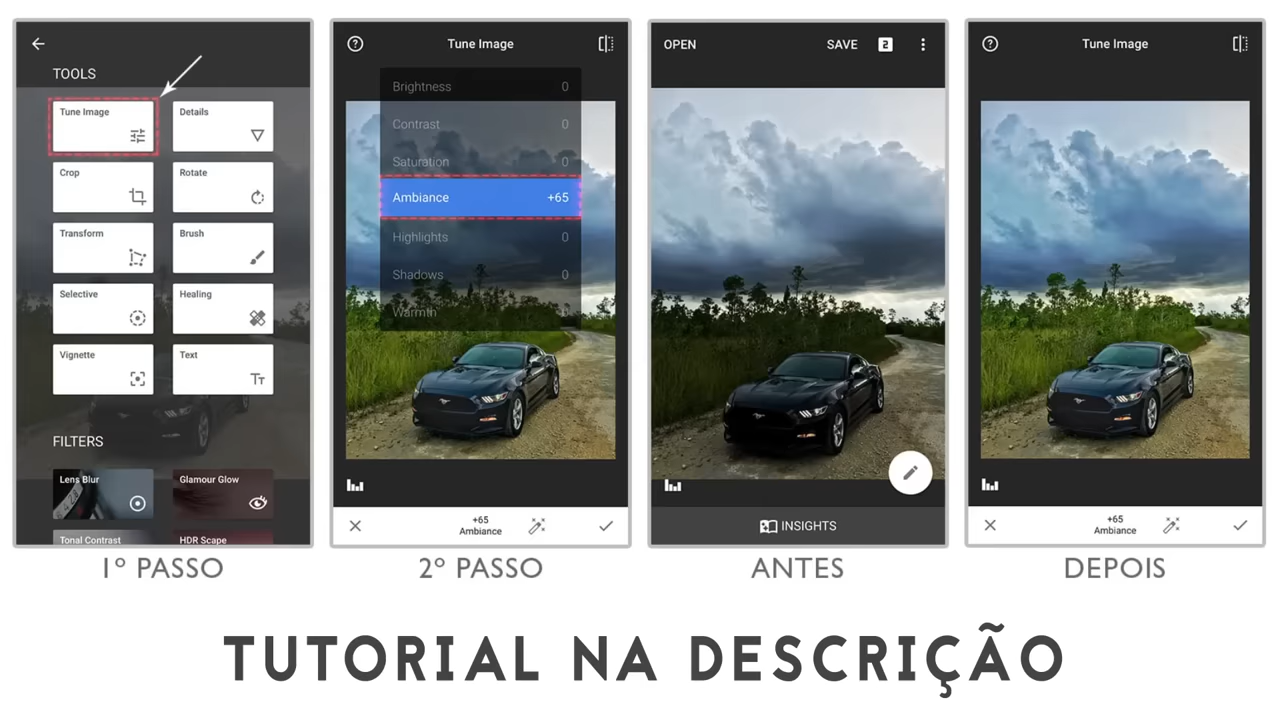 TOOLS
Tune Image
Details
Crop
Rotate
Transform
Brush
Selective
Healing
Vignette
Text
TT
FILTERS
Lens Blur
Glamour Glow
Tonal Contrast
HDR Scape
1º PASSO
?
Tune Image
Brightness 0
Contrast 0
Saturation 0
Ambiance +65
Highlights 0
Shadows 0
Warmth
+65
Ambiance
2º PASSO
OPEN SAVE 2
INSIGHTS
ANTES
?
Tune Image
+65
Ambiance
DEPOIS
TUTORIAL NA DESCRIÇÃO